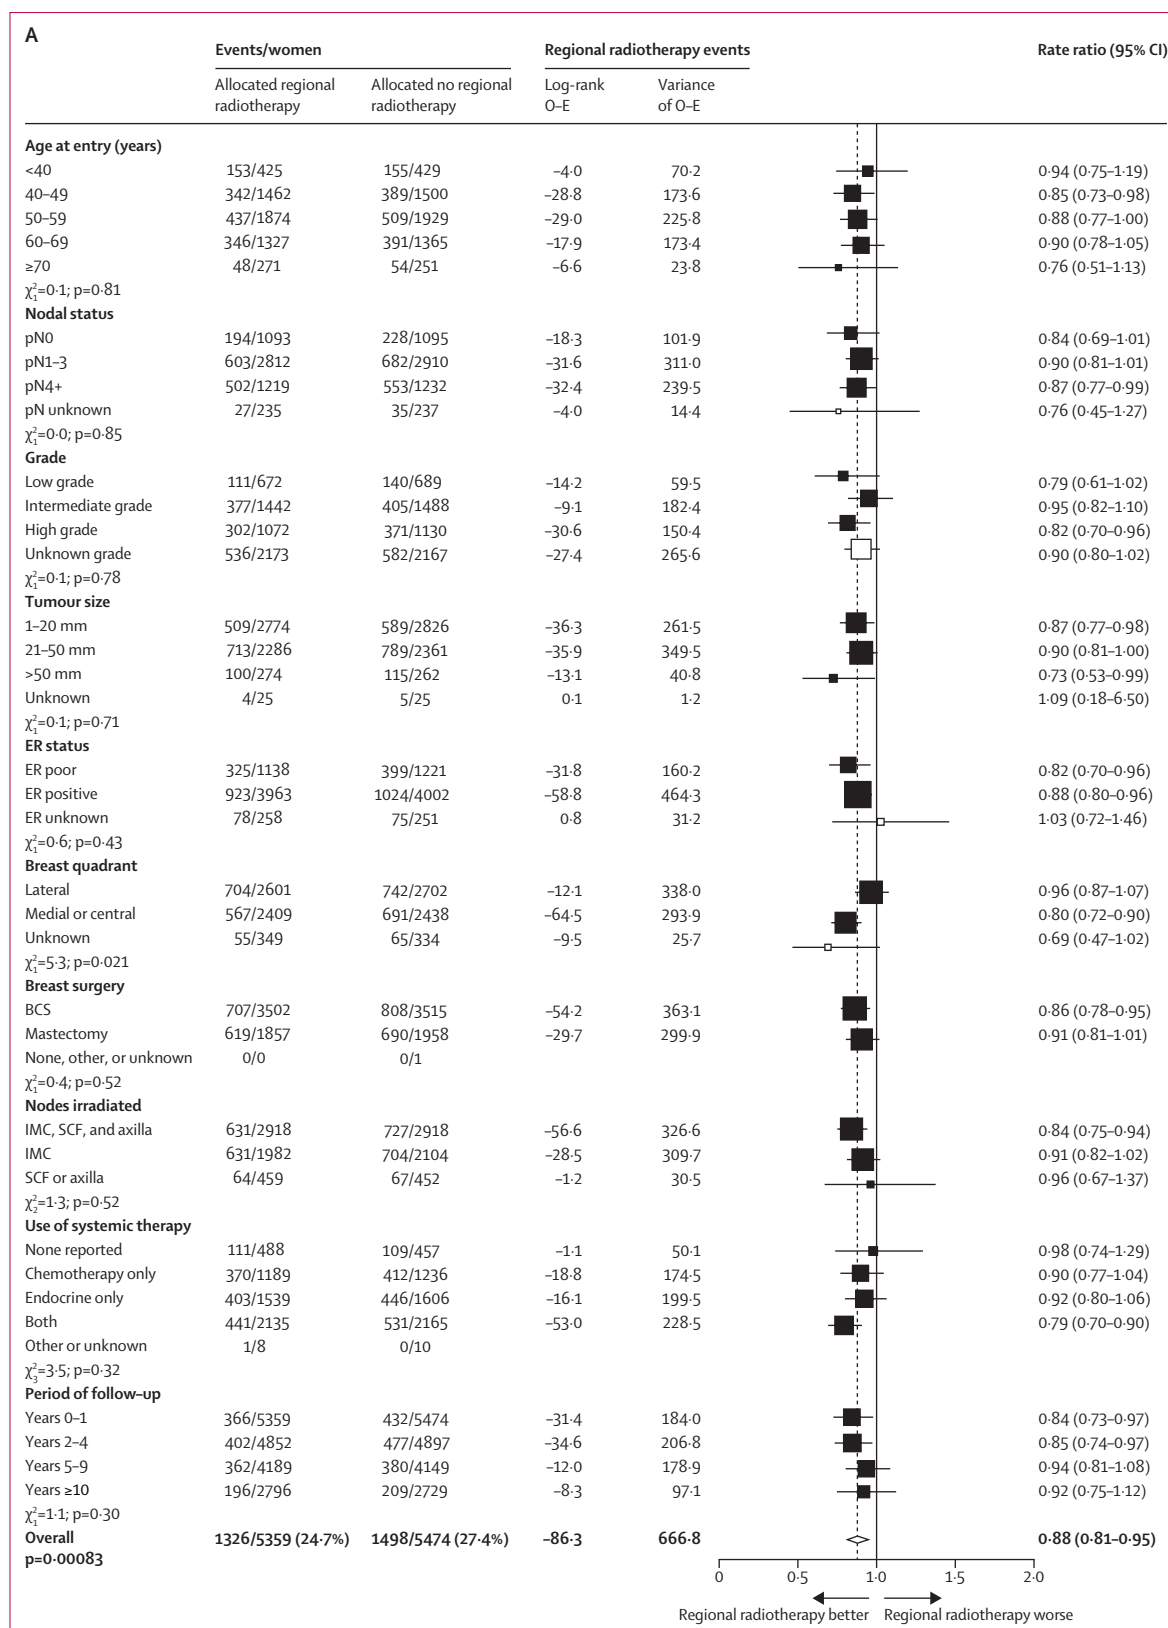 A
Events/women Regional radiotherapy events Rate ratio (95% CI)
Allocated regional radiotherapy Allocated no regional radiotherapy Log-rank O–E Variance of O–E
Age at entry (years)
<40 153/425 155/429 –4·0 70·2 0·94 (0·75–1·19)
40–49 342/1462 389/1500 –28·8 173·6 0·85 (0·73–0·98)
50–59 437/1874 509/1929 –29·0 225·8 0·88 (0·77–1·00)
60–69 346/1327 391/1365 –17·9 173·4 0·90 (0·78–1·05)
≥70 48/271 54/251 –6·6 23·8 0·76 (0·51–1·13)
χ²₁=0·1; p=0·81
Nodal status
pN0 194/1093 228/1095 –18·3 101·9 0·84 (0·69–1·01)
pN1–3 603/2812 682/2910 –31·6 311·0 0·90 (0·81–1·01)
pN4+ 502/1219 553/1232 –32·4 239·5 0·87 (0·77–0·99)
pN unknown 27/235 35/237 –4·0 14·4 0·76 (0·45–1·27)
χ²₁=0·0; p=0·85
Grade
Low grade 111/672 140/689 –14·2 59·5 0·79 (0·61–1·02)
Intermediate grade 377/1442 405/1488 –9·1 182·4 0·95 (0·82–1·10)
High grade 302/1072 371/1130 –30·6 150·4 0·82 (0·70–0·96)
Unknown grade 536/2173 582/2167 –27·4 265·6 0·90 (0·80–1·02)
χ²₁=0·1; p=0·78
Tumour size
1–20 mm 509/2774 589/2826 –36·3 261·5 0·87 (0·77–0·98)
21–50 mm 713/2286 789/2361 –35·9 349·5 0·90 (0·81–1·00)
>50 mm 100/274 115/262 –13·1 40·8 0·73 (0·53–0·99)
Unknown 4/25 5/25 0·1 1·2 1·09 (0·18–6·50)
χ²₁=0·1; p=0·71
ER status
ER poor 325/1138 399/1221 –31·8 160·2 0·82 (0·70–0·96)
ER positive 923/3963 1024/4002 –58·8 464·3 0·88 (0·80–0·96)
ER unknown 78/258 75/251 0·8 31·2 1·03 (0·72–1·46)
χ²₁=0·6; p=0·43
Breast quadrant
Lateral 704/2601 742/2702 –12·1 338·0 0·96 (0·87–1·07)
Medial or central 567/2409 691/2438 –64·5 293·9 0·80 (0·72–0·90)
Unknown 55/349 65/334 –9·5 25·7 0·69 (0·47–1·02)
χ²₁=5·3; p=0·021
Breast surgery
BCS 707/3502 808/3515 –54·2 363·1 0·86 (0·78–0·95)
Mastectomy 619/1857 690/1958 –29·7 299·9 0·91 (0·81–1·01)
None, other, or unknown 0/0 0/1
χ²₁=0·4; p=0·52
Nodes irradiated
IMC, SCF, and axilla 631/2918 727/2918 –56·6 326·6 0·84 (0·75–0·94)
IMC 631/1982 704/2104 –28·5 309·7 0·91 (0·82–1·02)
SCF or axilla 64/459 67/452 –1·2 30·5 0·96 (0·67–1·37)
χ²₂=1·3; p=0·52
Use of systemic therapy
None reported 111/488 109/457 –1·1 50·1 0·98 (0·74–1·29)
Chemotherapy only 370/1189 412/1236 –18·8 174·5 0·90 (0·77–1·04)
Endocrine only 403/1539 446/1606 –16·1 199·5 0·92 (0·80–1·06)
Both 441/2135 531/2165 –53·0 228·5 0·79 (0·70–0·90)
Other or unknown 1/8 0/10
χ²₃=3·5; p=0·32
Period of follow–up
Years 0–1 366/5359 432/5474 –31·4 184·0 0·84 (0·73–0·97)
Years 2–4 402/4852 477/4897 –34·6 206·8 0·85 (0·74–0·97)
Years 5–9 362/4189 380/4149 –12·0 178·9 0·94 (0·81–1·08)
Years ≥10 196/2796 209/2729 –8·3 97·1 0·92 (0·75–1·12)
χ²₁=1·1; p=0·30
Overall 1326/5359 (24·7%) 1498/5474 (27·4%) –86·3 666·8 0·88 (0·81–0·95)
p=0·00083
0 0·5 1·0 1·5 2·0
Regional radiotherapy better Regional radiotherapy worse